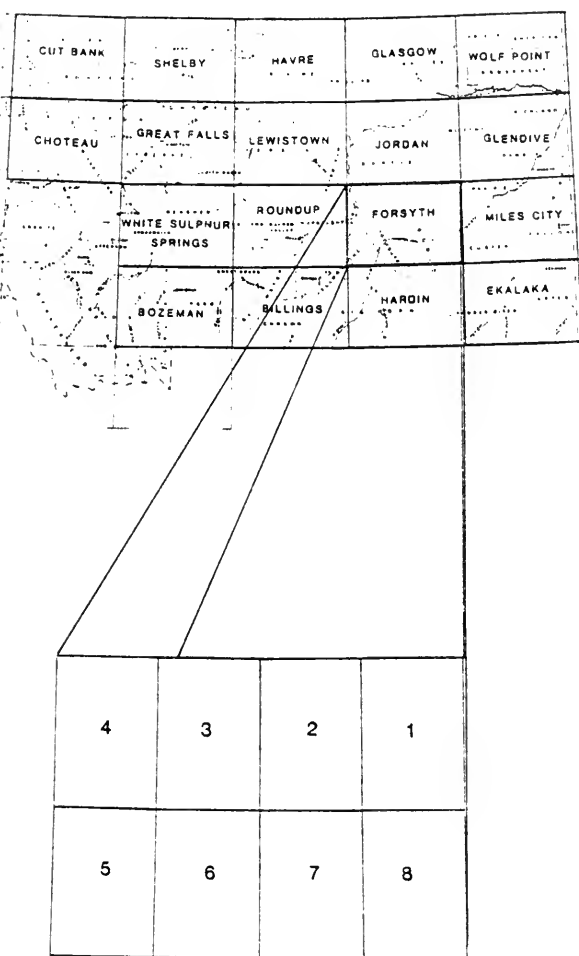 CUT BANK
SHELBY
HAVRE
GLASGOW
WOLF POINT
CHOTEAU
GREAT FALLS
LEWISTOWN
JORDAN
GLENDIVE
WHITE SULPHUR
SPRINGS
ROUNDUP
FORSYTH
MILES CITY
BOZEMAN
BILLINGS
HARDIN
EKALAKA
4
3
2
1
5
6
7
8